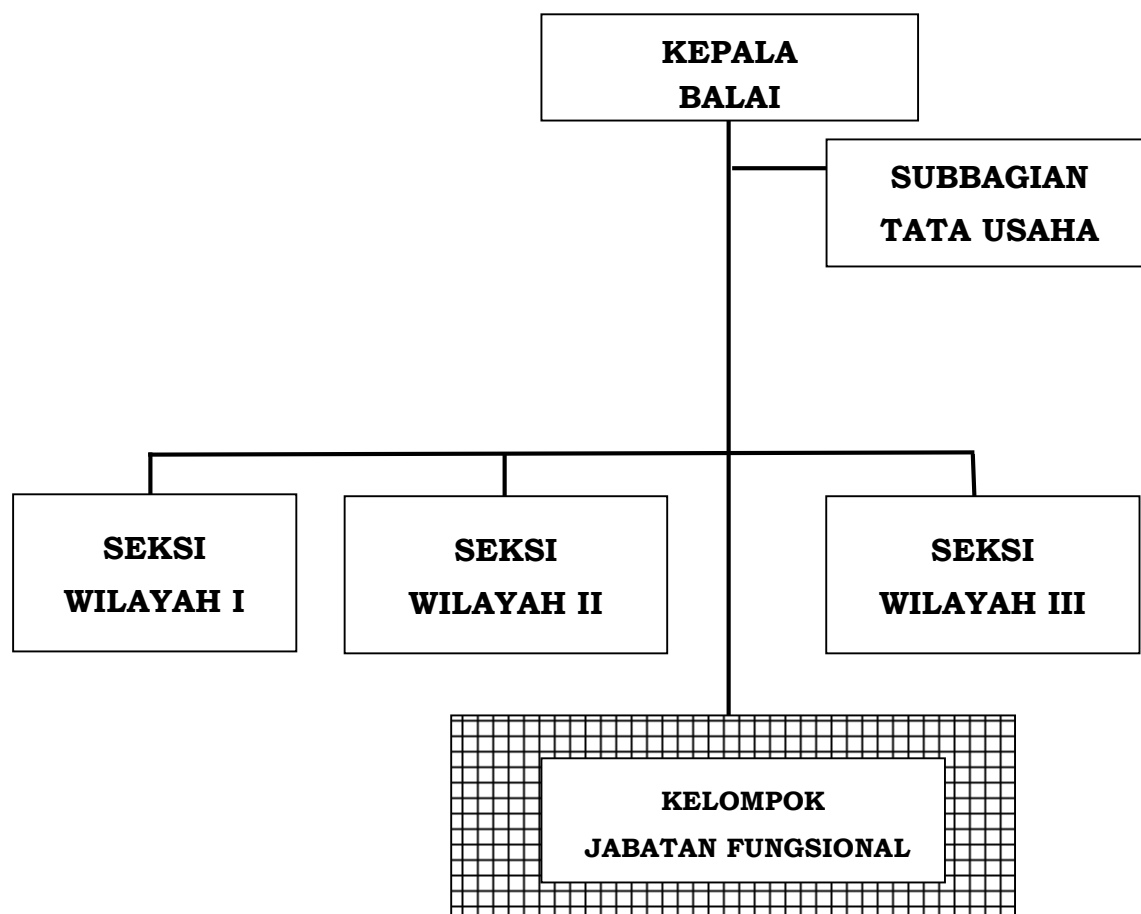 KEPALA
BALAI
SUBBAGIAN
TATA USAHA
SEKSI
WILAYAH I
SEKSI
WILAYAH II
SEKSI
WILAYAH III
KELOMPOK
JABATAN FUNGSIONAL